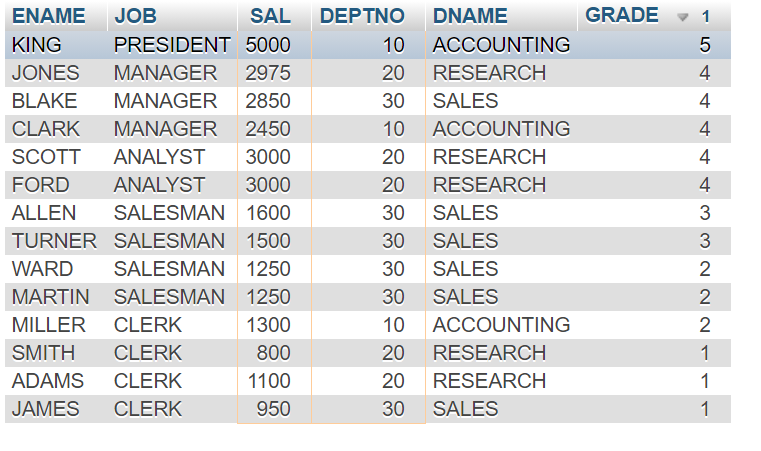 ENAME JOB SAL DEPTNO DNAME GRADE 1
KING PRESIDENT 5000 10 ACCOUNTING 5
JONES MANAGER 2975 20 RESEARCH 4
BLAKE MANAGER 2850 30 SALES 4
CLARK MANAGER 2450 10 ACCOUNTING 4
SCOTT ANALYST 3000 20 RESEARCH 4
FORD ANALYST 3000 20 RESEARCH 4
ALLEN SALESMAN 1600 30 SALES 3
TURNER SALESMAN 1500 30 SALES 3
WARD SALESMAN 1250 30 SALES 2
MARTIN SALESMAN 1250 30 SALES 2
MILLER CLERK 1300 10 ACCOUNTING 2
SMITH CLERK 800 20 RESEARCH 1
ADAMS CLERK 1100 20 RESEARCH 1
JAMES CLERK 950 30 SALES 1